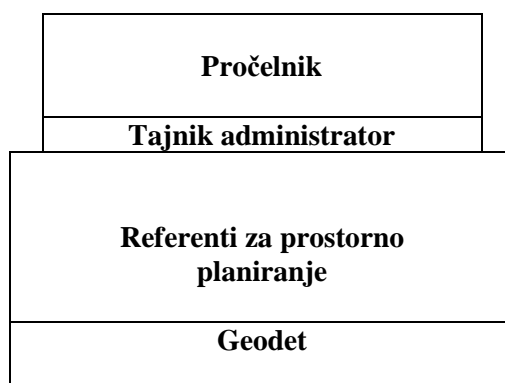 Pročelnik
Tajnik administrator
Referenti za prostorno
planiranje
Geodet